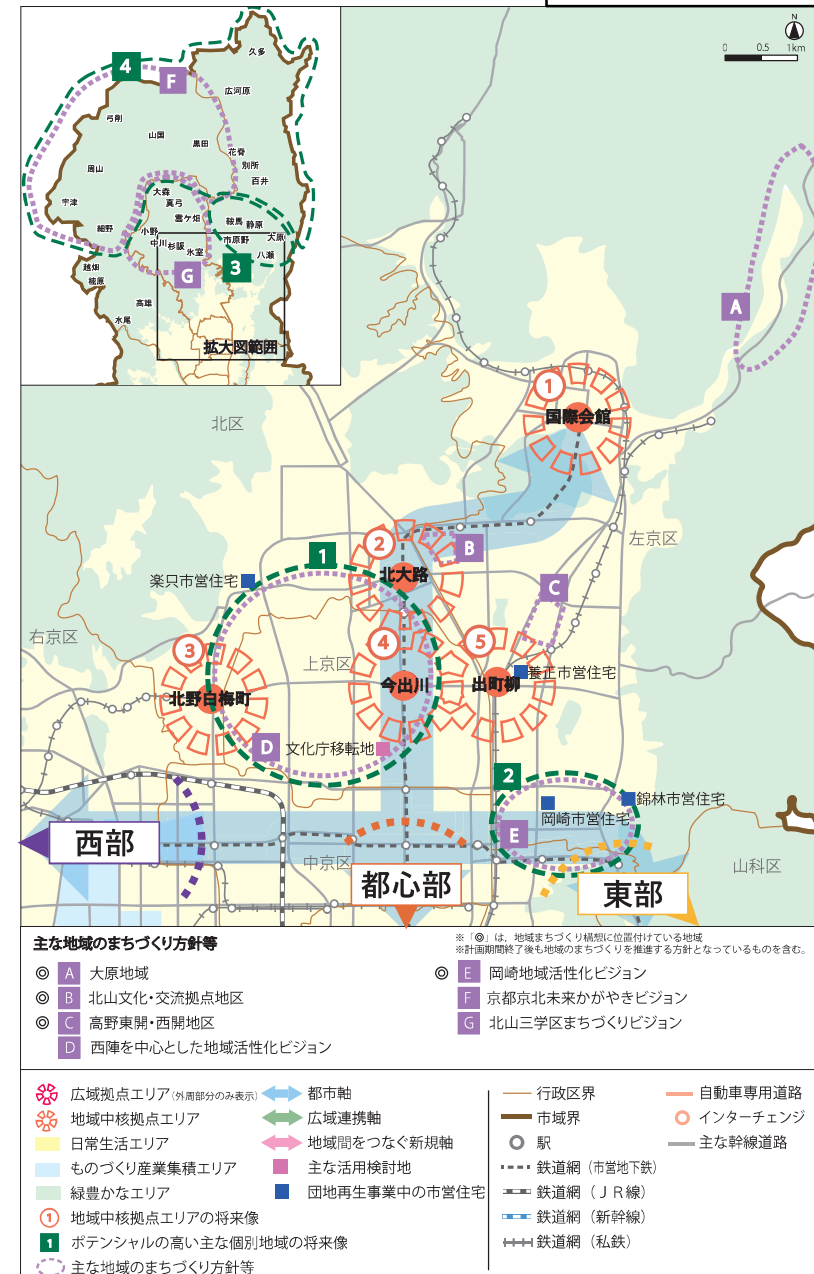 N
0 0.5 1km
4
F
久多
広河原
弓削
山国
黒田
花脊
別所
周山
百井
大森
真弓
宇津
雲ケ畑
鞍馬 静原
細野
小野
市原野
大原
中川 杉阪
氷室
八瀬
越畑
樒原
G
3
高雄
水尾
拡大図範囲
A
1
国際会館
北区
2
B
左京区
1
北大路
楽只市営住宅
C
右京区
3
4
5
上京区
養正市営住宅
北野白梅町
今出川
出町柳
D
文化庁移転地
2
錦林市営住宅
岡崎市営住宅
E
西部
中京区
都心部
東部
山科区
主な地域のまちづくり方針等
※「◎」は、地域まちづくり構想に位置付けている地域
※計画期間終了後も地域のまちづくりを推進する方針となっているものを含む。
◎ A 大原地域
◎ B 北山文化・交流拠点地区
◎ C 高野東開・西開地区
D 西陣を中心とした地域活性化ビジョン
◎ E 岡崎地域活性化ビジョン
F 京都京北未来かがやきビジョン
G 北山三学区まちづくりビジョン
広域拠点エリア(外周部分のみ表示)
地域中核拠点エリア
日常生活エリア
ものづくり産業集積エリア
緑豊かなエリア
1 地域中核拠点エリアの将来像
1 ポテンシャルの高い主な個別地域の将来像
主な地域のまちづくり方針等
都市軸
広域連携軸
地域間をつなぐ新規軸
主な活用検討地
団地再生事業中の市営住宅
行政区界
市域界
駅
鉄道網(市営地下鉄)
鉄道網(JR線)
鉄道網(新幹線)
鉄道網(私鉄)
自動車専用道路
インターチェンジ
主な幹線道路